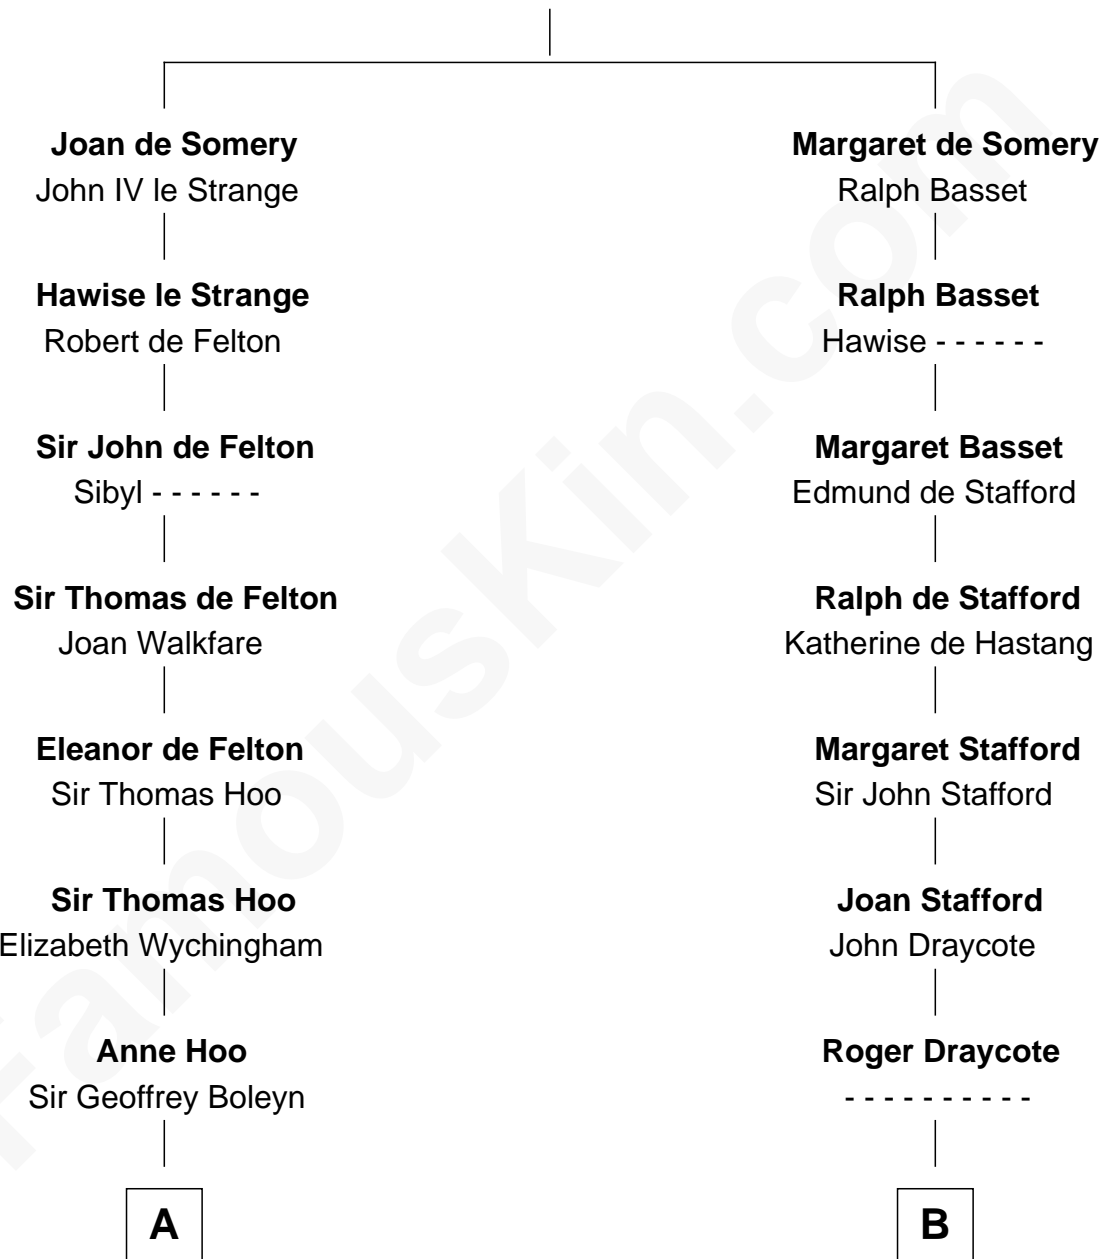 Joan de Somery
John IV le Strange
Hawise le Strange
Robert de Felton
Sir John de Felton
Sibyl - - - - - -
Sir Thomas de Felton
Joan Walkfare
Eleanor de Felton
Sir Thomas Hoo
Sir Thomas Hoo
Elizabeth Wychingham
Anne Hoo
Sir Geoffrey Boleyn
A
Margaret de Somery
Ralph Basset
Ralph Basset
Hawise - - - - - -
Margaret Basset
Edmund de Stafford
Ralph de Stafford
Katherine de Hastang
Margaret Stafford
Sir John Stafford
Joan Stafford
John Draycote
Roger Draycote
- - - - - - - - - -
B
FamousKin.com